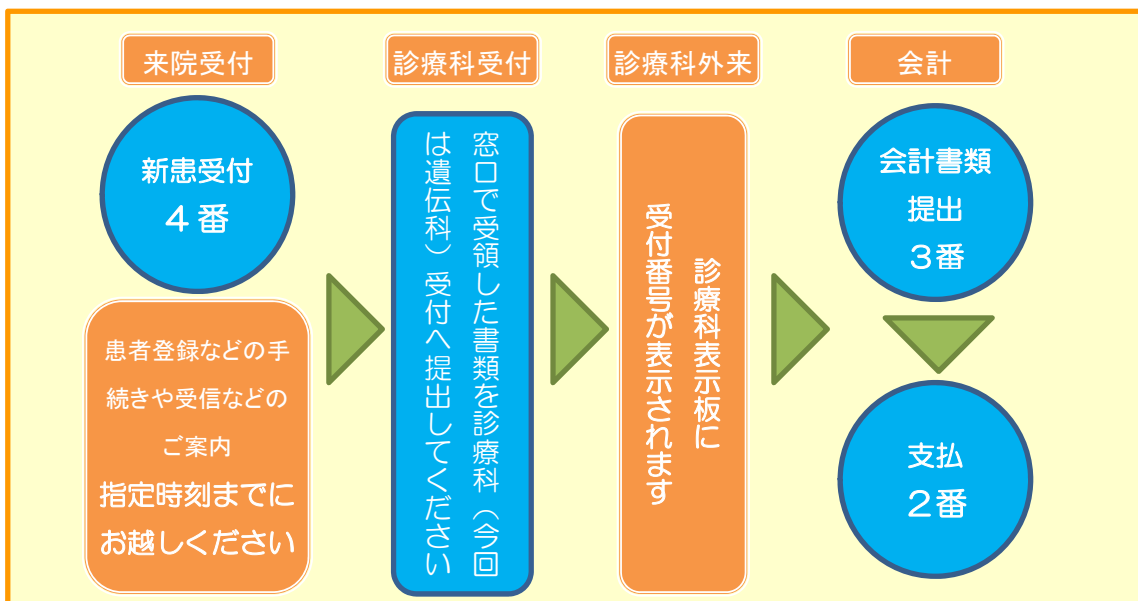 来院受付
新患受付
4番
患者登録などの手
続きや受信などの
ご案内
指定時刻までに
お越しください
診療科受付
窓口で受領した書類を診療科(今回
は遺伝科)受付へ提出してください
診療科外来
診療科表示板に
受付番号が表示されます
会計
会計書類
提出
3番
支払
2番